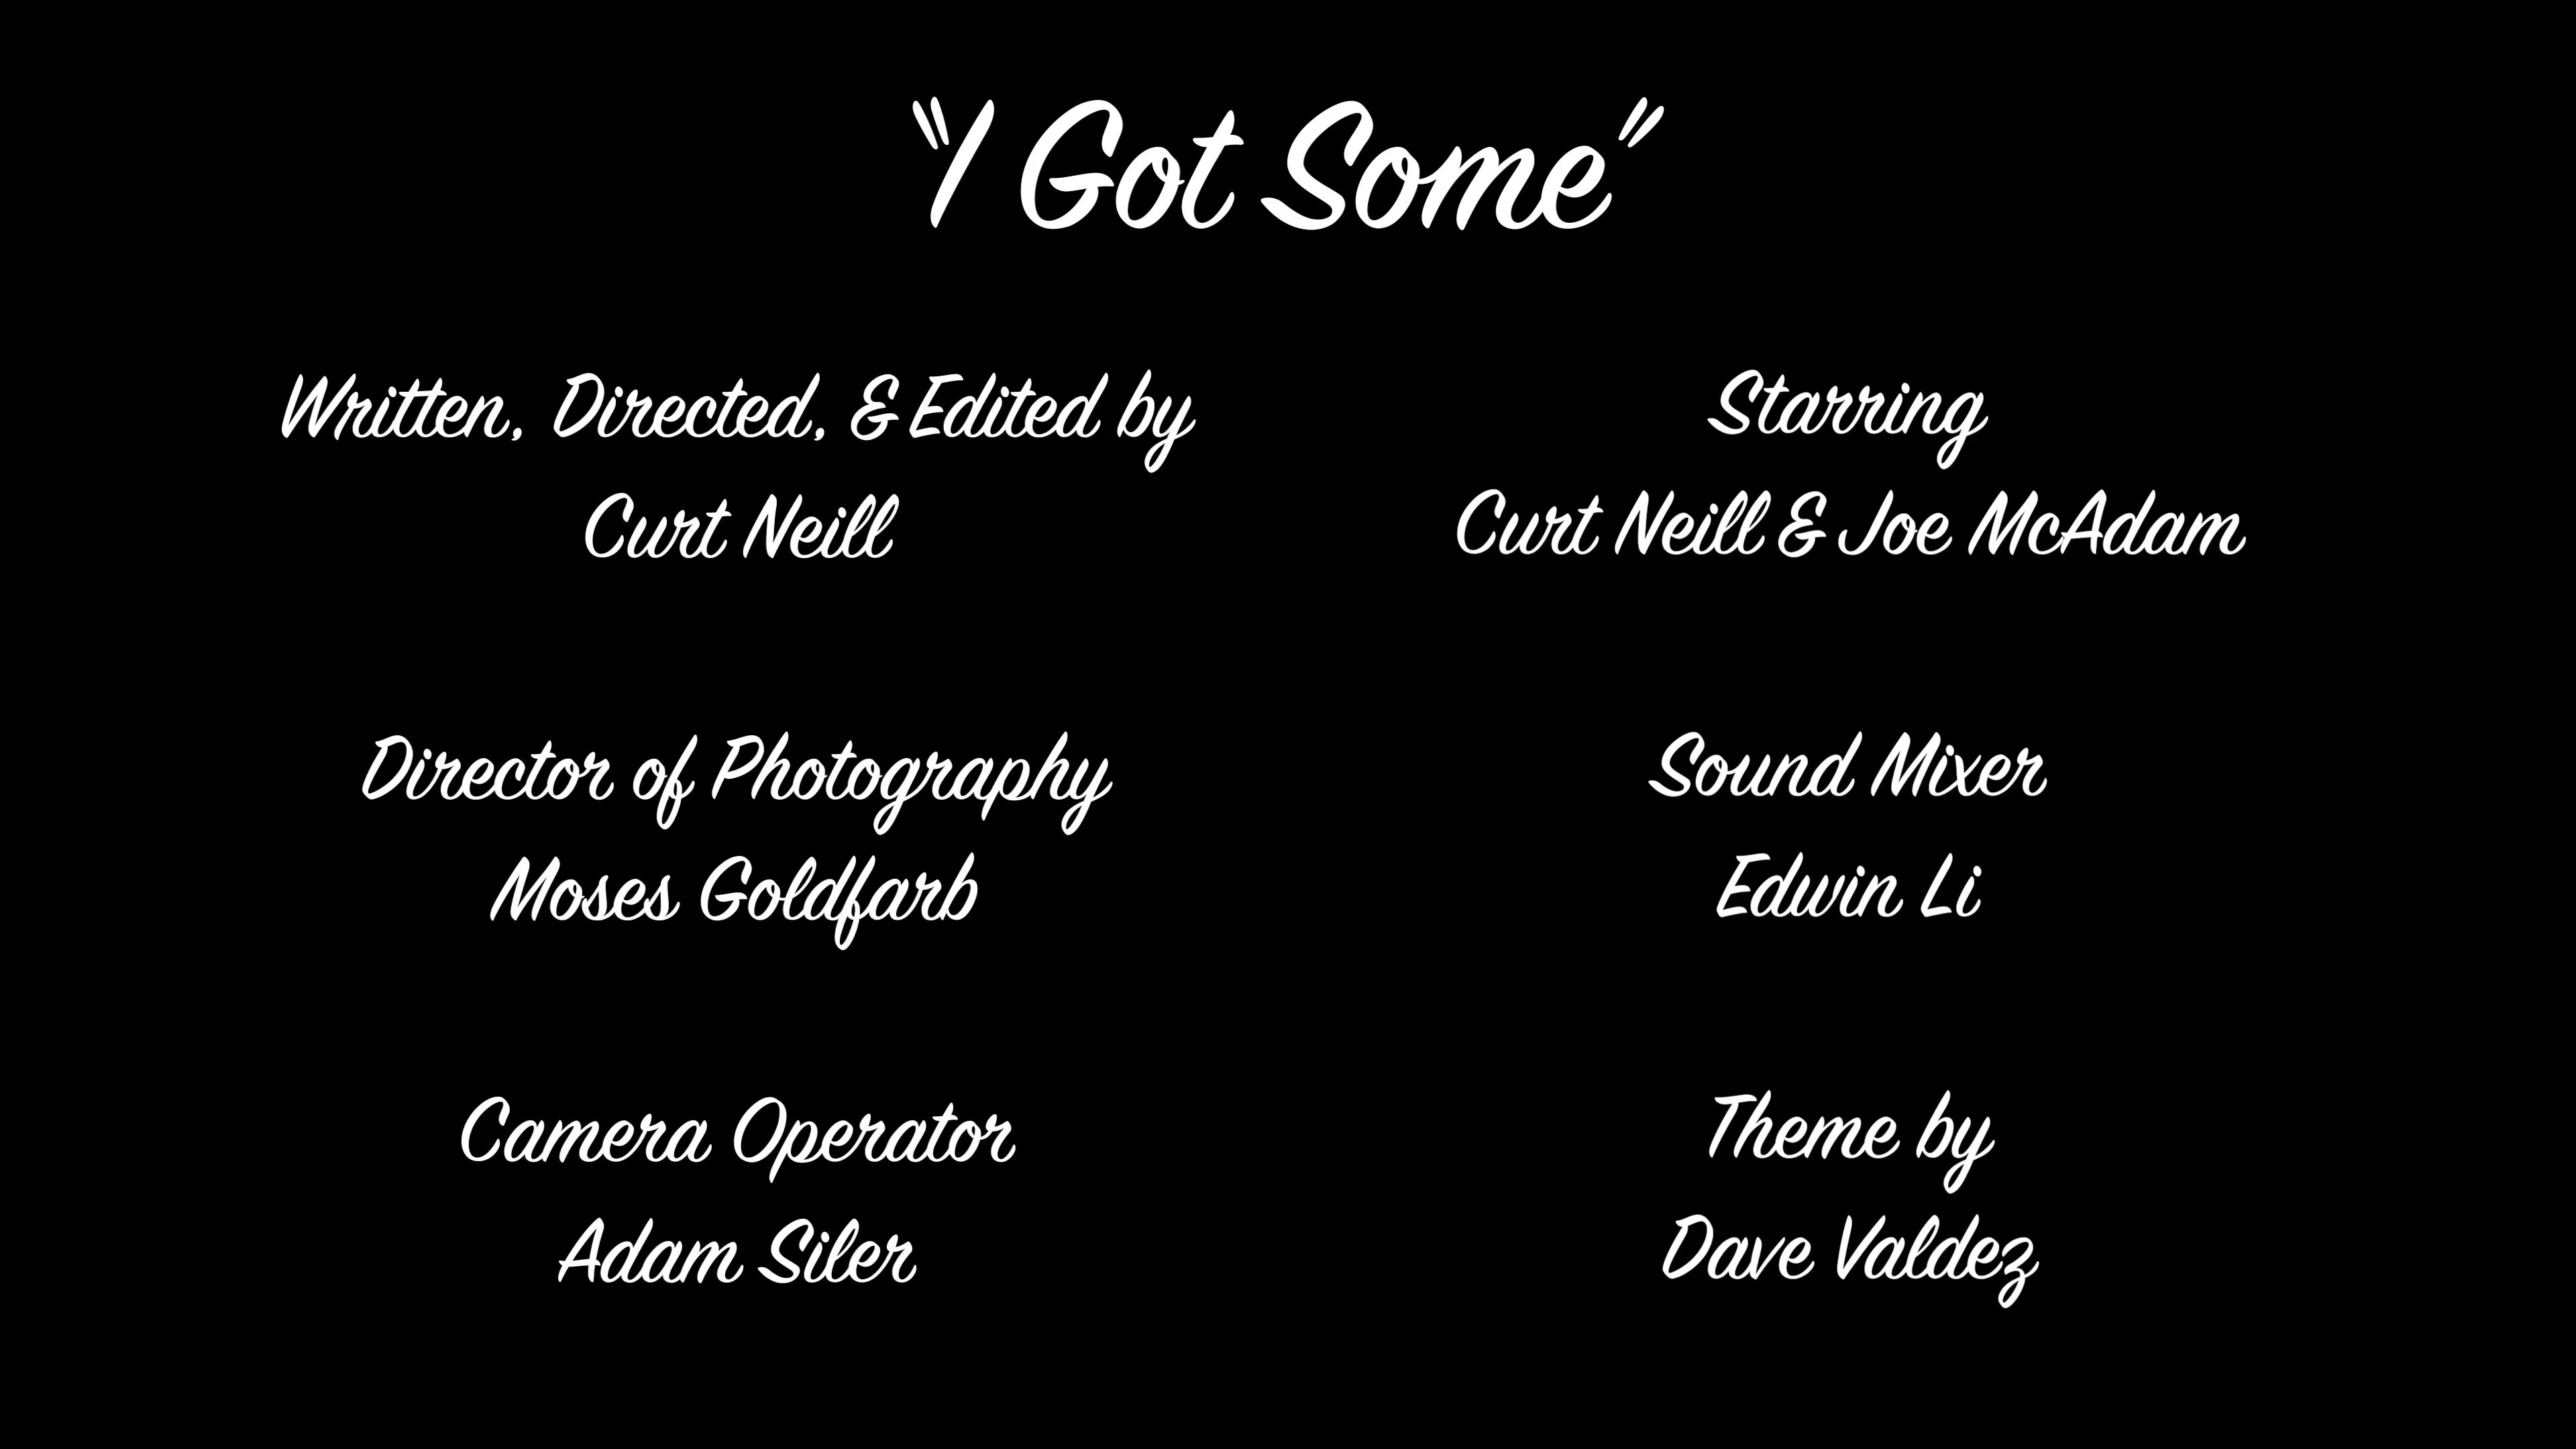 "I Got Some"
Written, Directed, & Edited by
Curt Neill
Starring
Curt Neill & Joe McAdam
Director of Photography
Moses Goldfarb
Sound Mixer
Edwin Li
Camera Operator
Adam Siler
Theme by
Dave Valdez